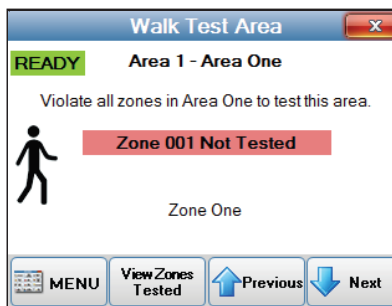 Walk Test Area
READY
Area 1 - Area One
Violate all zones in Area One to test this area.
Zone 001 Not Tested
Zone One
MENU
View Zones
Tested
Previous
Next